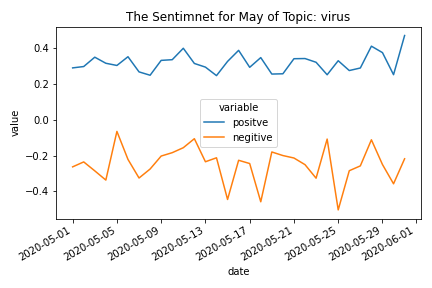 The Sentimnet for May of Topic: virus
value
0.4
0.2
0.0
−0.2
−0.4
variable
positve
negitive
2020-05-01
2020-05-05
2020-05-09
2020-05-13
2020-05-17
2020-05-21
2020-05-25
2020-05-29
2020-06-01
date